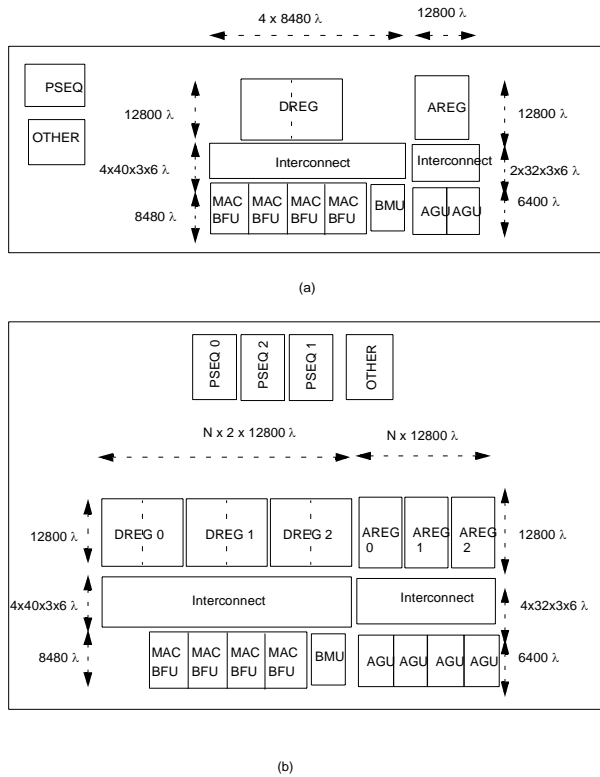 4 x 8480 λ
12800 λ
PSEQ
OTHER
12800 λ
DREG
AREG
12800 λ
4x40x3x6 λ
Interconnect
Interconnect
2x32x3x6 λ
8480 λ
MAC BFU
MAC BFU
MAC BFU
MAC BFU
BMU
AGU
AGU
6400 λ
(a)
PSEQ 0
PSEQ 2
PSEQ 1
OTHER
N x 2 x 12800 λ
N x 12800 λ
12800 λ
DREG 0
DREG 1
DREG 2
AREG 0
AREG 1
AREG 2
12800 λ
4x40x3x6 λ
Interconnect
Interconnect
4x32x3x6 λ
8480 λ
MAC BFU
MAC BFU
MAC BFU
MAC BFU
BMU
AGU
AGU
AGU
AGU
6400 λ
(b)